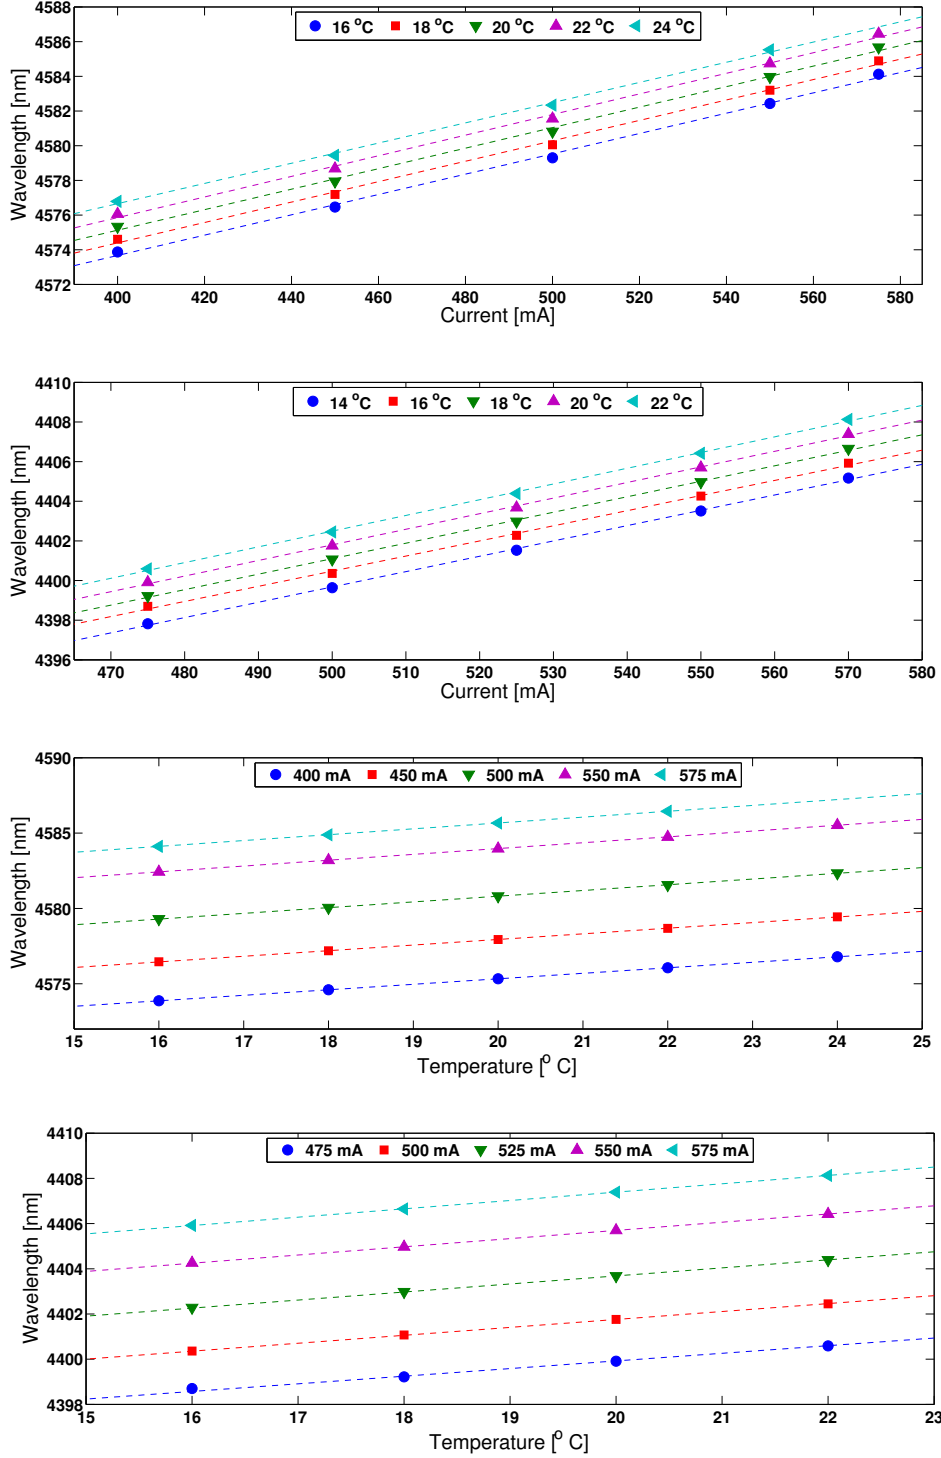 4588
4586
4584
4582
4580
4578
4576
4574
4572
Wavelength [nm]
16 °C 18 °C 20 °C 22 °C 24 °C
400 420 440 460 480 500 520 540 560 580
Current [mA]
4410
4408
4406
4404
4402
4400
4398
4396
Wavelength [nm]
14 °C 16 °C 18 °C 20 °C 22 °C
470 480 490 500 510 520 530 540 550 560 570 580
Current [mA]
4590
4585
4580
4575
Wavelength [nm]
400 mA 450 mA 500 mA 550 mA 575 mA
15 16 17 18 19 20 21 22 23 24 25
Temperature [° C]
4410
4408
4406
4404
4402
4400
4398
Wavelength [nm]
475 mA 500 mA 525 mA 550 mA 575 mA
15 16 17 18 19 20 21 22 23
Temperature [° C]